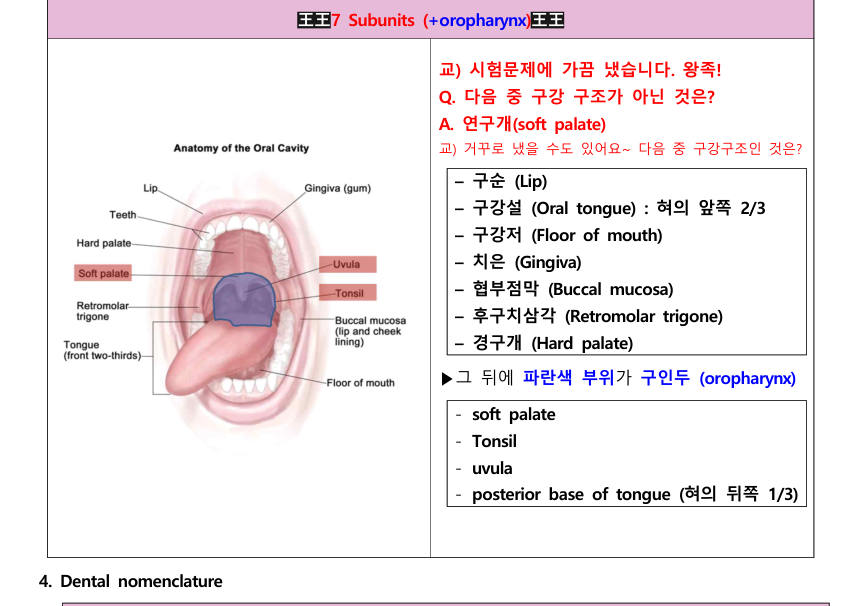 王王7 Subunits (+oropharynx)王王
Anatomy of the Oral Cavity
Lip
Gingiva (gum)
Teeth
Hard palate
Soft palate
Uvula
Tonsil
Retromolar
trigone
Buccal mucosa
(lip and cheek
lining)
Tongue
(front two-thirds)
Floor of mouth
교) 시험문제에 가끔 냈습니다. 왕족!
Q. 다음 중 구강 구조가 아닌 것은?
A. 연구개(soft palate)
교) 거꾸로 냈을 수도 있어요~ 다음 중 구강구조인 것은?
– 구순 (Lip)
– 구강설 (Oral tongue) : 혀의 앞쪽 2/3
– 구강저 (Floor of mouth)
– 치은 (Gingiva)
– 협부점막 (Buccal mucosa)
– 후구치삼각 (Retromolar trigone)
– 경구개 (Hard palate)
▶그 뒤에 파란색 부위가 구인두 (oropharynx)
- soft palate
- Tonsil
- uvula
- posterior base of tongue (혀의 뒤쪽 1/3)
4. Dental nomenclature